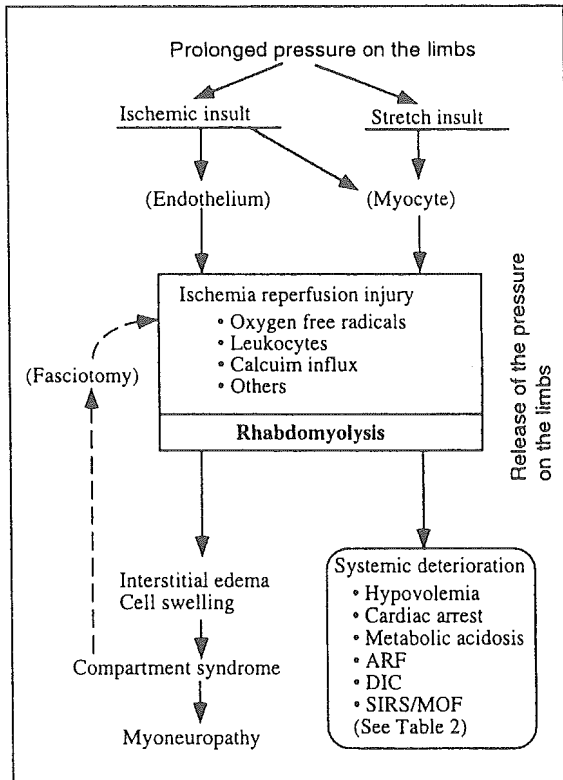 Prolonged pressure on the limbs
Ischemic insult
Stretch insult
(Endothelium)
(Myocyte)
Ischemia reperfusion injury
• Oxygen free radicals
• Leukocytes
• Calcuim influx
• Others
Rhabdomyolysis
(Fasciotomy)
Release of the pressure
on the limbs
Interstitial edema
Cell swelling
Compartment syndrome
Myoneuropathy
Systemic deterioration
• Hypovolemia
• Cardiac arrest
• Metabolic acidosis
• ARF
• DIC
• SIRS/MOF
(See Table 2)